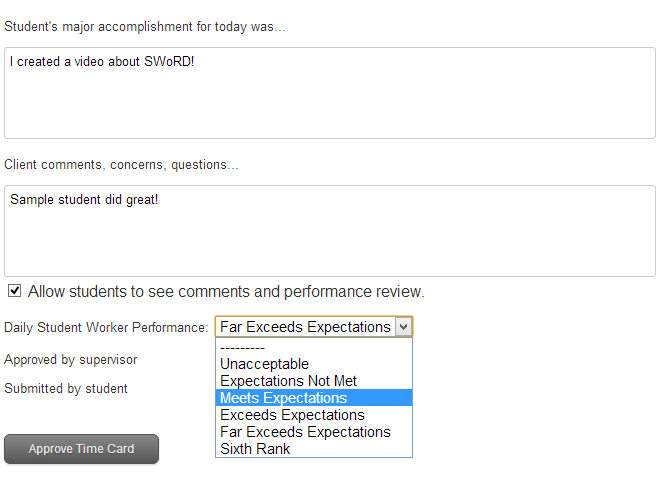 Student's major accomplishment for today was...
I created a video about SWoRD!
Client comments, concerns, questions...
Sample student did great!
Allow students to see comments and performance review.
Daily Student Worker Performance: Far Exceeds Expectations
---------
Unacceptable
Expectations Not Met
Meets Expectations
Exceeds Expectations
Far Exceeds Expectations
Sixth Rank
Approved by supervisor
Submitted by student
Approve Time Card